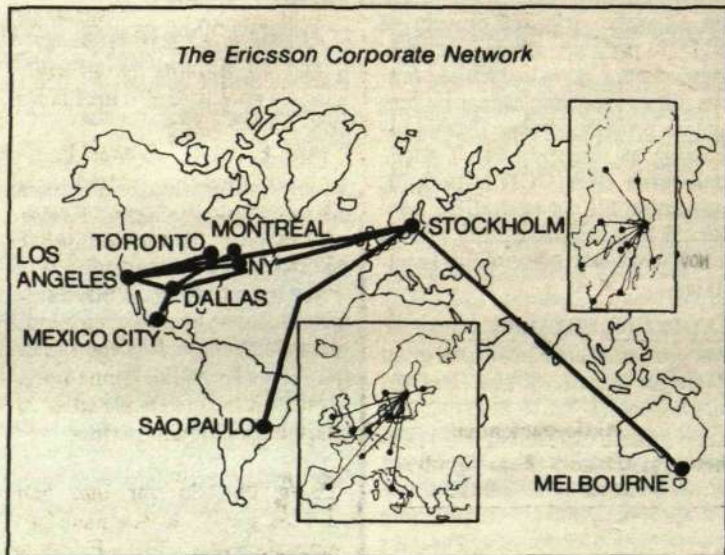 The Ericsson Corporate Network
MONTREAL
TORONTO
STOCKHOLM
LOS
ANGELES
NY
DALLAS
MEXICO CITY
SÃO PAULO
MELBOURNE